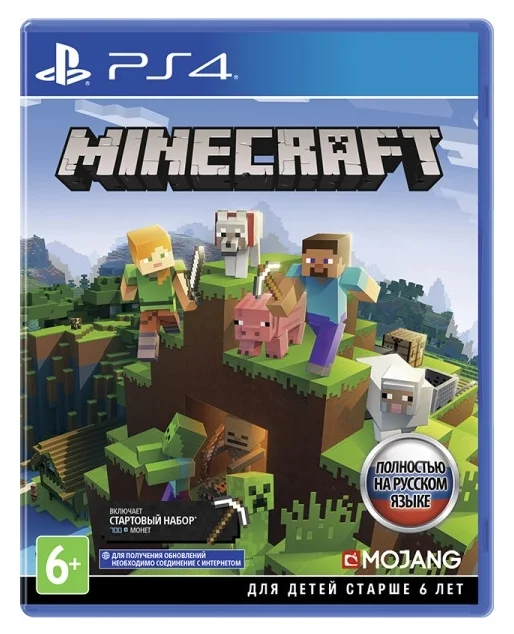 PS4
MINECRAFT
ПОЛНОСТЬЮ
НА РУССКОМ
ЯЗЫКЕ
ВКЛЮЧАЕТ
СТАРТОВЫЙ НАБОР*
700 МОНЕТ
ДЛЯ ПОЛУЧЕНИЯ ОБНОВЛЕНИЙ
НЕОБХОДИМО СОЕДИНЕНИЕ С ИНТЕРНЕТОМ
6+
MOJANG
ДЛЯ ДЕТЕЙ СТАРШЕ 6 ЛЕТ